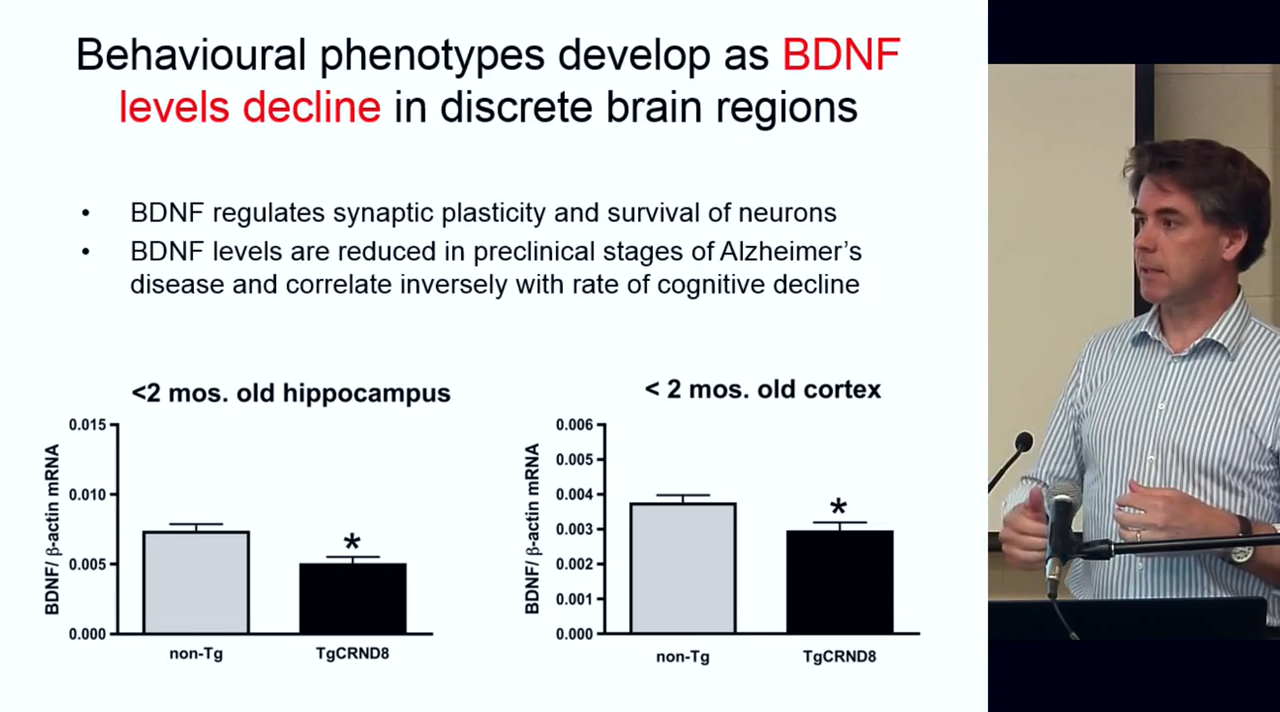 Behavioural phenotypes develop as BDNF
levels decline in discrete brain regions
• BDNF regulates synaptic plasticity and survival of neurons
• BDNF levels are reduced in preclinical stages of Alzheimer’s
disease and correlate inversely with rate of cognitive decline
<2 mos. old hippocampus
BDNF/ β-actin mRNA
0.015
0.010
0.005
0.000
*
non-Tg
TgCRND8
< 2 mos. old cortex
BDNF/ β-actin mRNA
0.006
0.005
0.004
0.003
0.002
0.001
0.000
*
non-Tg
TgCRND8